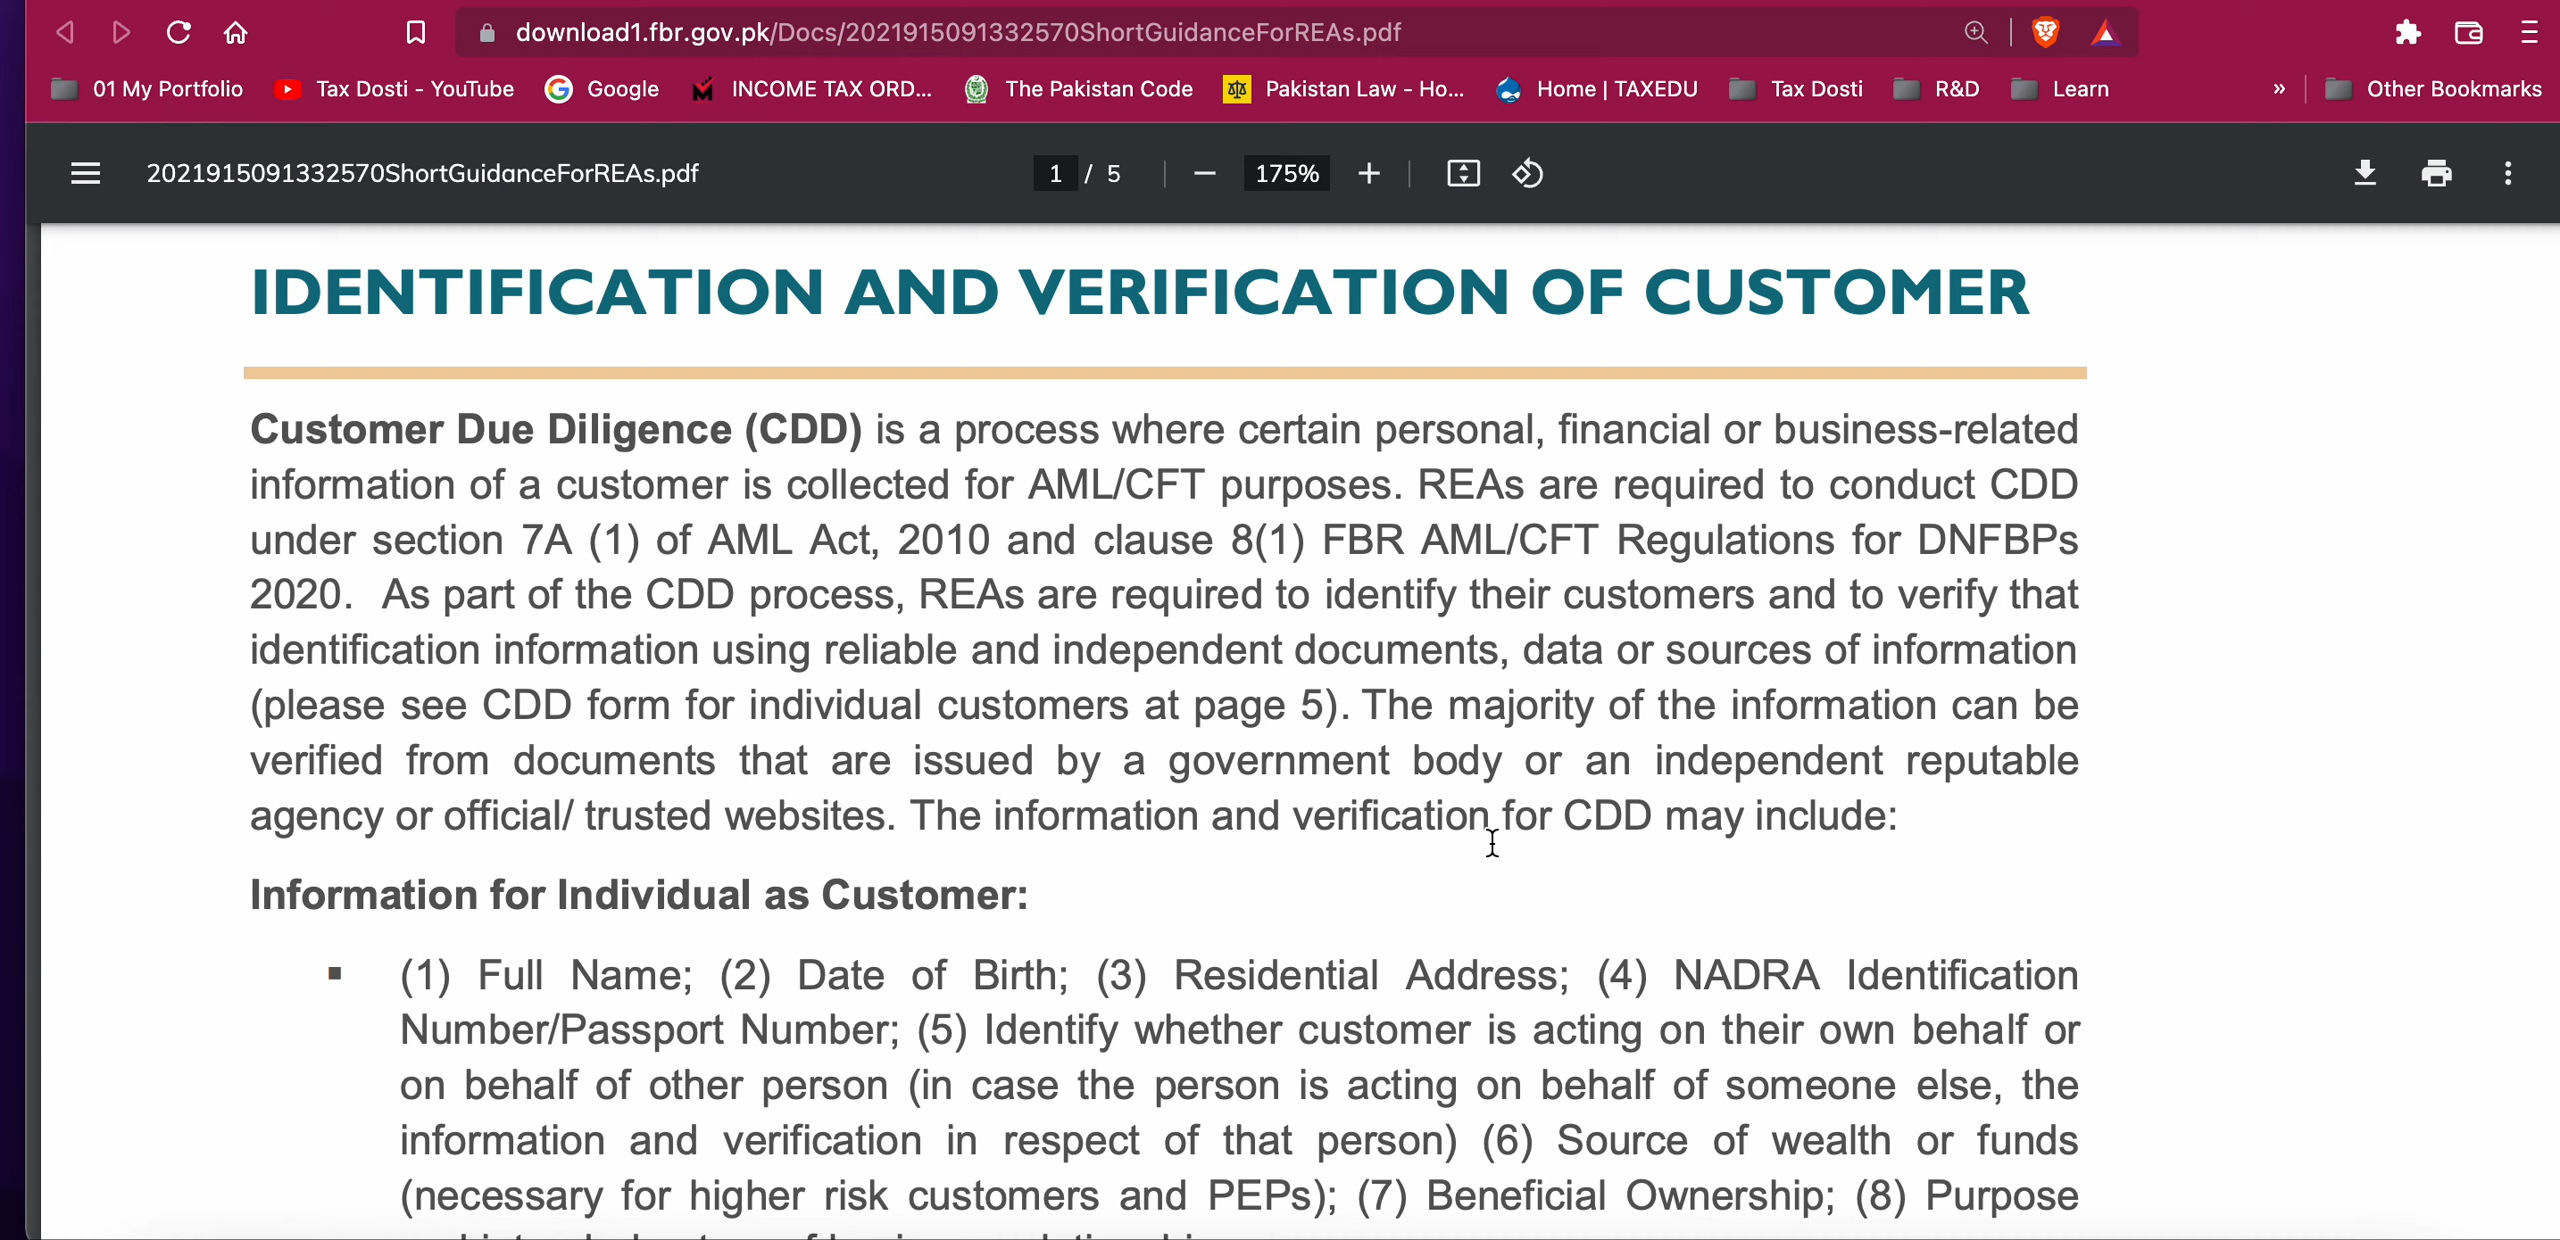 download1.fbr.gov.pk/Docs/2021915091332570ShortGuidanceForREAs.pdf
01 My Portfolio Tax Dosti - YouTube Google INCOME TAX ORD... The Pakistan Code Pakistan Law - Ho... Home | TAXEDU Tax Dosti R&D Learn » Other Bookmarks
2021915091332570ShortGuidanceForREAs.pdf 1 / 5 175%
IDENTIFICATION AND VERIFICATION OF CUSTOMER
Customer Due Diligence (CDD) is a process where certain personal, financial or business-related
information of a customer is collected for AML/CFT purposes. REAs are required to conduct CDD
under section 7A (1) of AML Act, 2010 and clause 8(1) FBR AML/CFT Regulations for DNFBPs
2020. As part of the CDD process, REAs are required to identify their customers and to verify that
identification information using reliable and independent documents, data or sources of information
(please see CDD form for individual customers at page 5). The majority of the information can be
verified from documents that are issued by a government body or an independent reputable
agency or official/ trusted websites. The information and verification for CDD may include:
Information for Individual as Customer:
▪ (1) Full Name; (2) Date of Birth; (3) Residential Address; (4) NADRA Identification
Number/Passport Number; (5) Identify whether customer is acting on their own behalf or
on behalf of other person (in case the person is acting on behalf of someone else, the
information and verification in respect of that person) (6) Source of wealth or funds
(necessary for higher risk customers and PEPs); (7) Beneficial Ownership; (8) Purpose